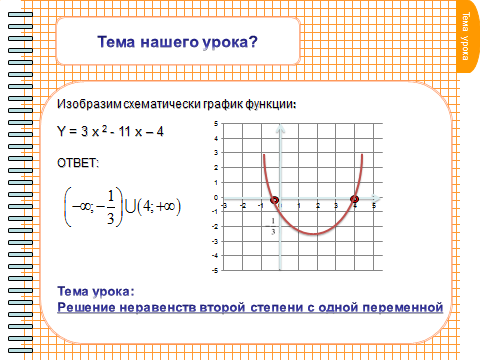 Тема урока
Тема нашего урока?
Изобразим схематически график функции:
Y = 3 x 2 - 11 x – 4
ОТВЕТ:
(−∞; −1/3) ∪ (4; +∞)
5
4
3
2
1
0
-1
-2
-3
-4
-5
-3 -2 -1 0 1 2 3 4 5
1/3
Тема урока:
Решение неравенств второй степени с одной переменной